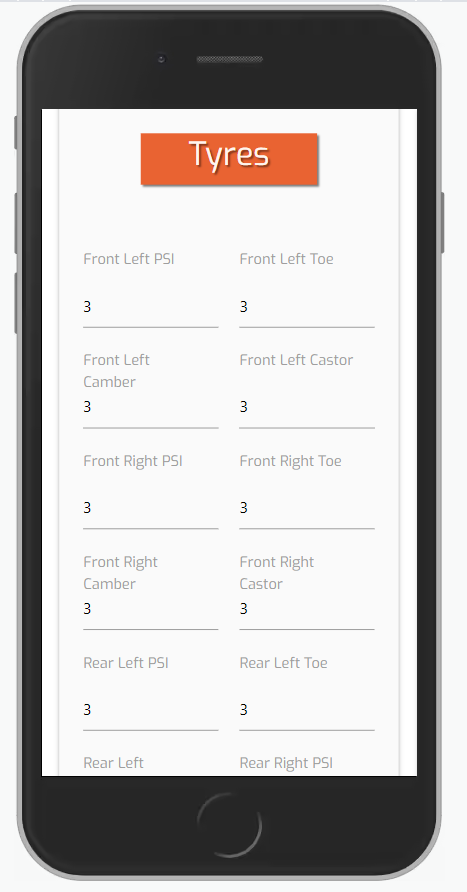 Tyres
Front Left PSI
Front Left Toe
3
3
Front Left
Camber
Front Left Castor
3
3
Front Right PSI
Front Right Toe
3
3
Front Right
Camber
Front Right
Castor
3
3
Rear Left PSI
Rear Left Toe
3
3
Rear Left
Rear Right PSI